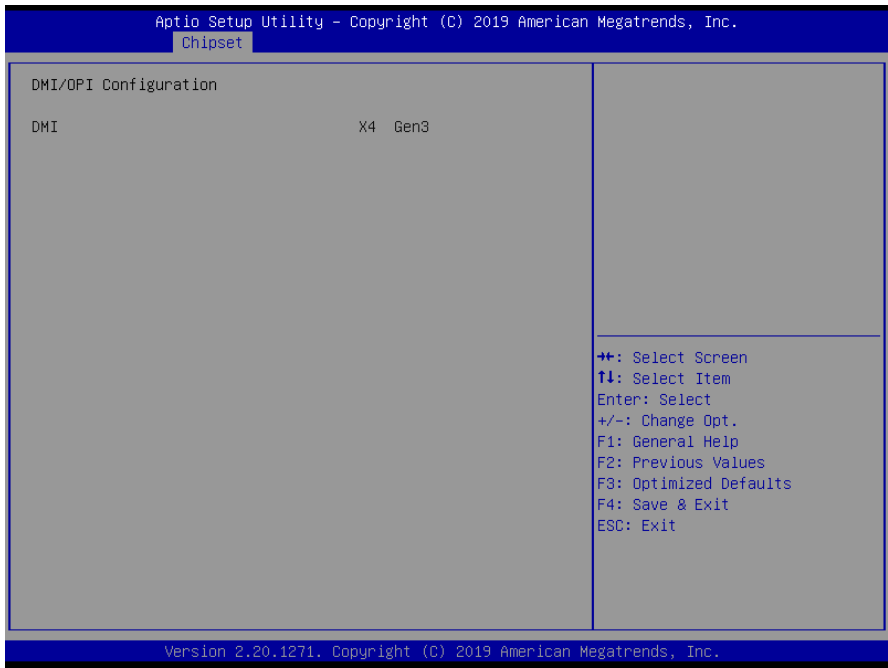 Aptio Setup Utility – Copyright (C) 2019 American Megatrends, Inc.
Chipset
DMI/OPI Configuration
DMI X4 Gen3
→←: Select Screen
↑↓: Select Item
Enter: Select
+/-: Change Opt.
F1: General Help
F2: Previous Values
F3: Optimized Defaults
F4: Save & Exit
ESC: Exit
Version 2.20.1271. Copyright (C) 2019 American Megatrends, Inc.